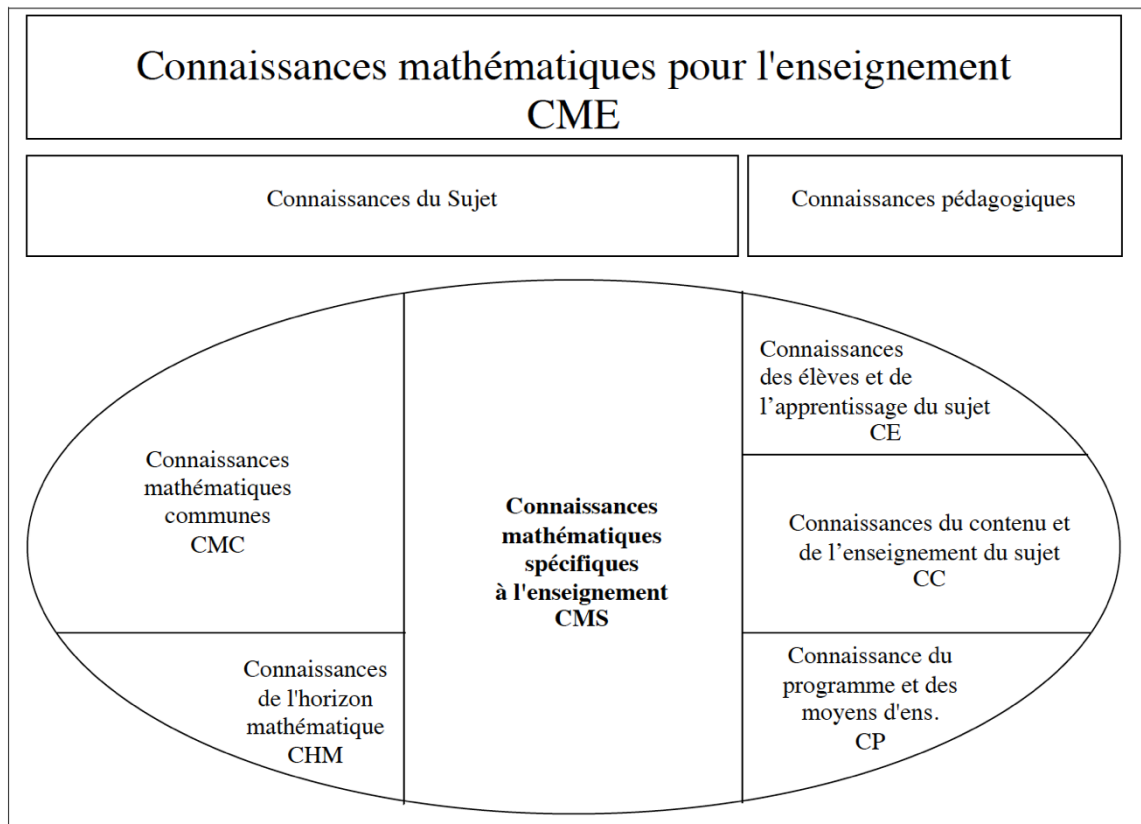 Connaissances mathématiques pour l'enseignement
CME
Connaissances du Sujet
Connaissances pédagogiques
Connaissances
mathématiques
communes
CMC
Connaissances
de l'horizon
mathématique
CHM
Connaissances
mathématiques
spécifiques
à l'enseignement
CMS
Connaissances
des élèves et de
l’apprentissage du sujet
CE
Connaissances du contenu et
de l’enseignement du sujet
CC
Connaissance du
programme et des
moyens d'ens.
CP